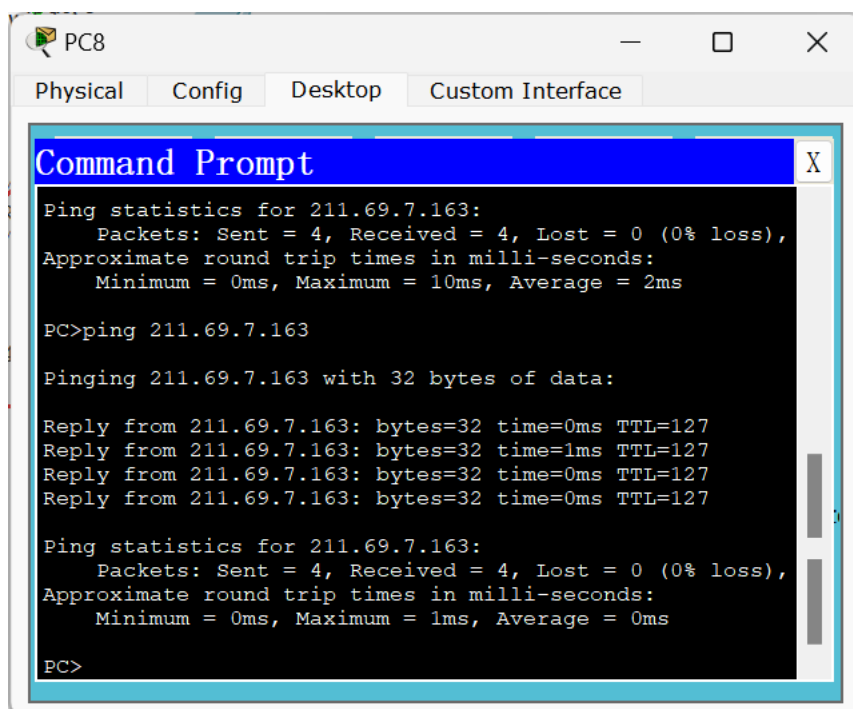 PC8
Physical Config Desktop Custom Interface
Command Prompt X
Ping statistics for 211.69.7.163:
Packets: Sent = 4, Received = 4, Lost = 0 (0% loss),
Approximate round trip times in milli-seconds:
Minimum = 0ms, Maximum = 10ms, Average = 2ms
PC>ping 211.69.7.163
Pinging 211.69.7.163 with 32 bytes of data:
Reply from 211.69.7.163: bytes=32 time=0ms TTL=127
Reply from 211.69.7.163: bytes=32 time=1ms TTL=127
Reply from 211.69.7.163: bytes=32 time=0ms TTL=127
Reply from 211.69.7.163: bytes=32 time=0ms TTL=127
Ping statistics for 211.69.7.163:
Packets: Sent = 4, Received = 4, Lost = 0 (0% loss),
Approximate round trip times in milli-seconds:
Minimum = 0ms, Maximum = 1ms, Average = 0ms
PC>